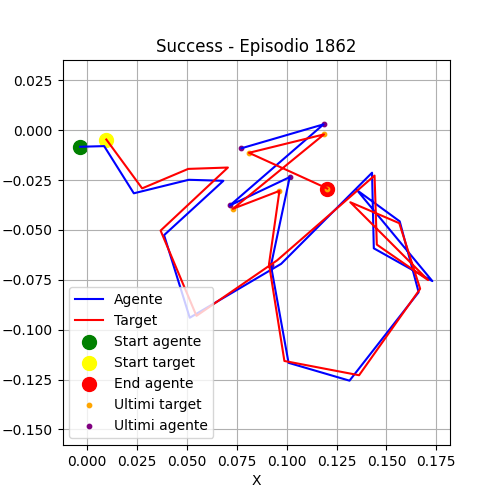 Success - Episodio 1862
0.025
0.000
−0.025
−0.050
−0.075
−0.100
−0.125
−0.150
Agente
Target
Start agente
Start target
End agente
Ultimi target
Ultimi agente
0.000 0.025 0.050 0.075 0.100 0.125 0.150 0.175
X